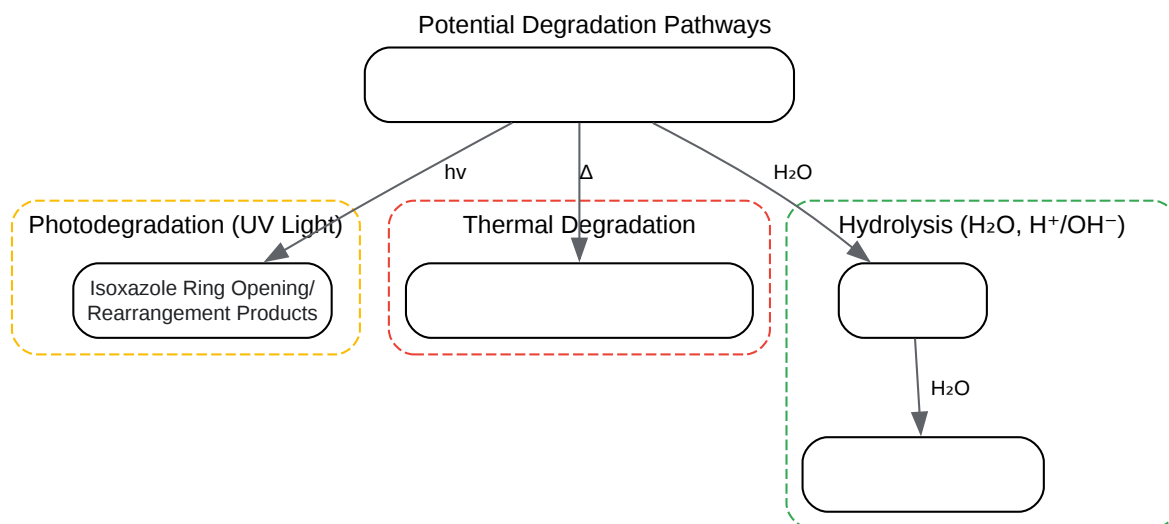 Potential Degradation Pathways
hv
Δ
H₂O
Photodegradation (UV Light)
Thermal Degradation
Hydrolysis (H₂O, H⁺/OH⁻)
Isoxazole Ring Opening/
Rearrangement Products
H₂O